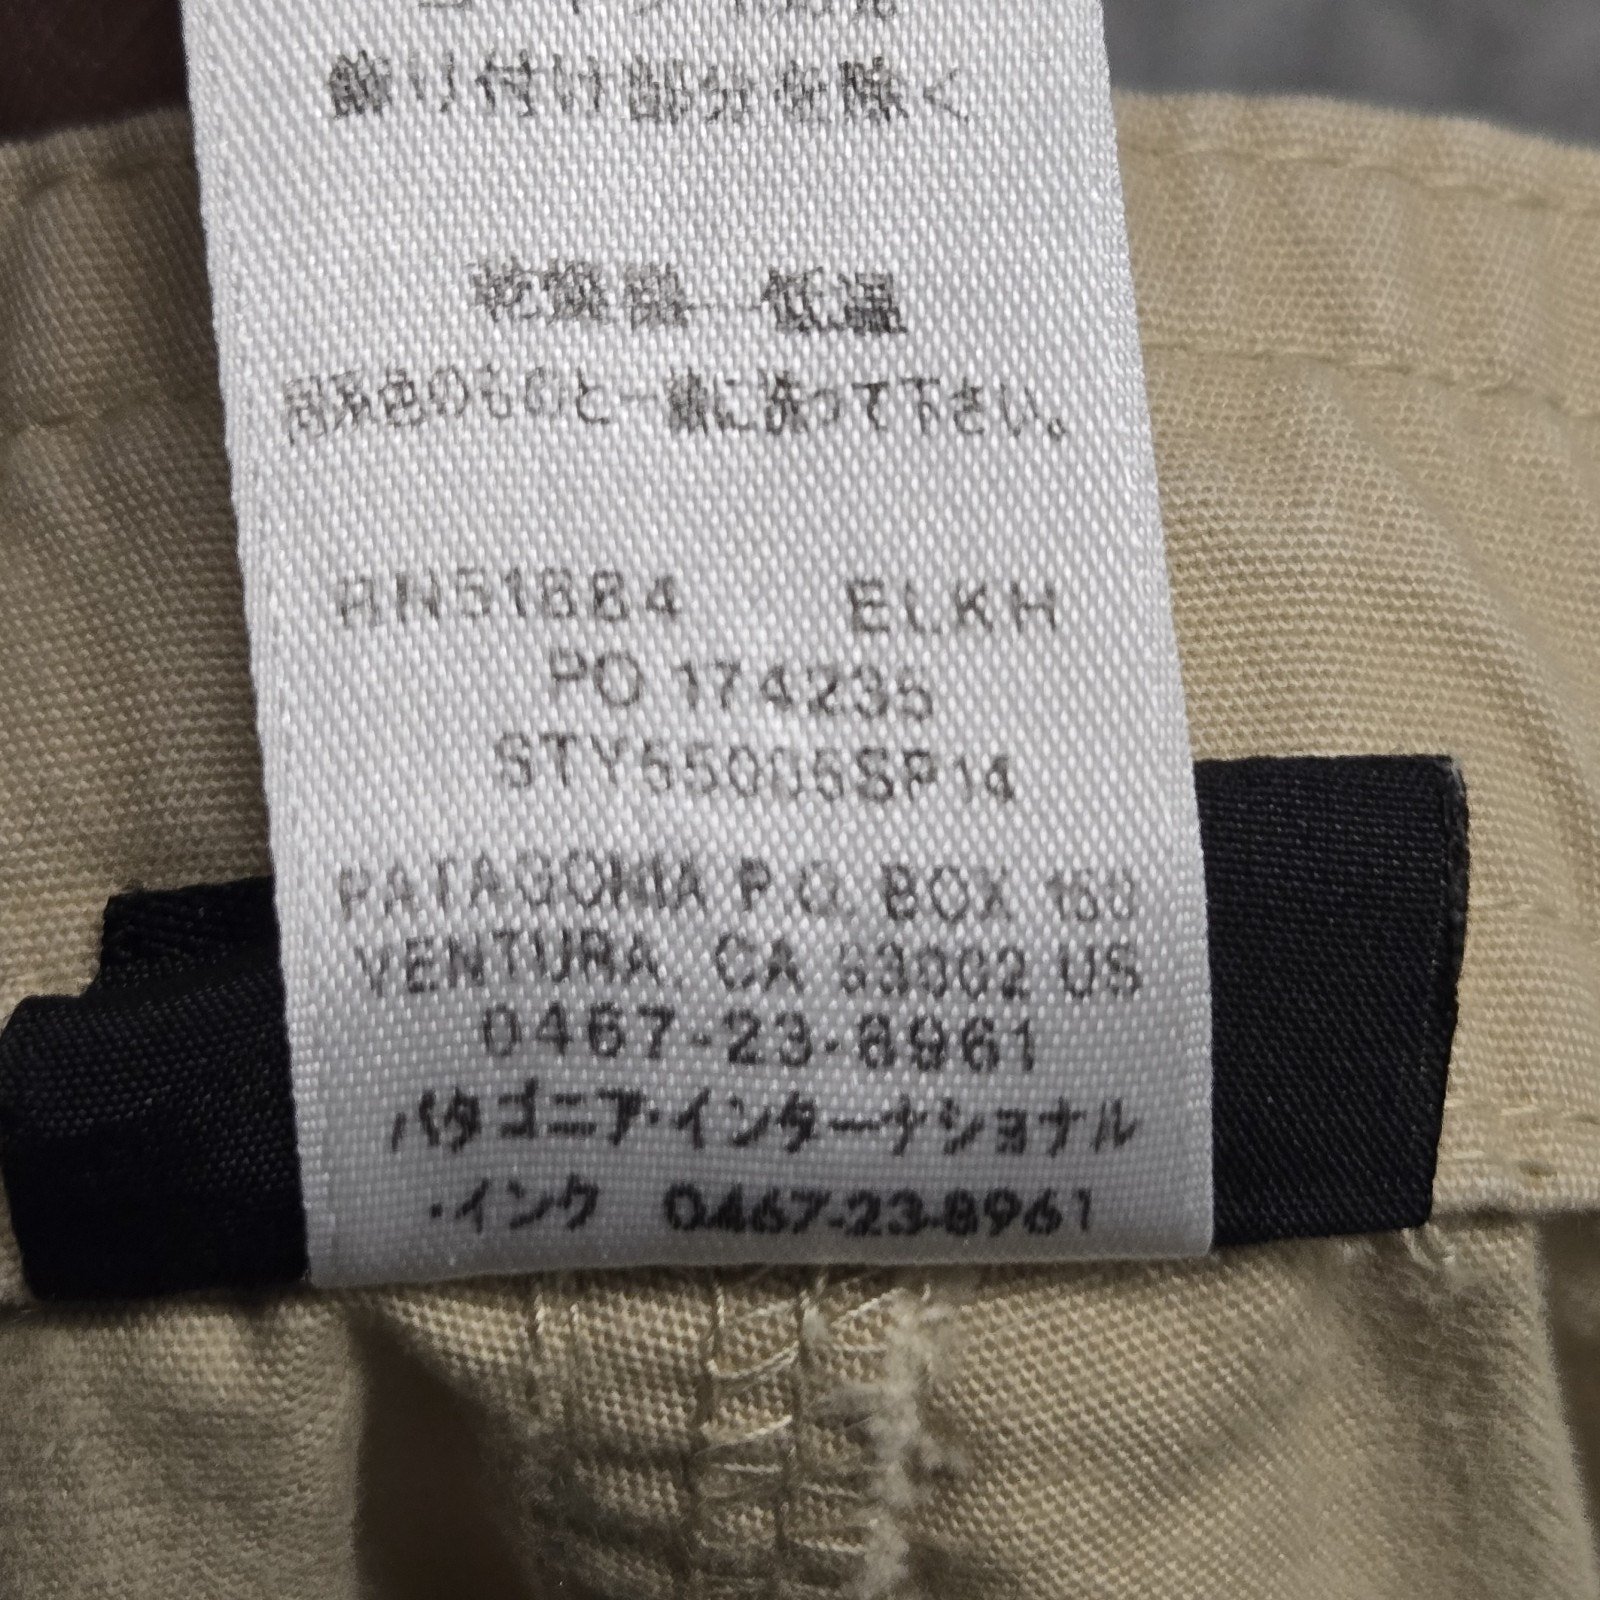 飾り付け部分を除く
乾燥器—低温
同系色のものと一緒に洗って下さい。
RN51884 ELKH
PO 174235
STY55005SP14
PATAGONIA P.O. BOX 150
VENTURA, CA 93002 US
0467-23-8961
パタゴニア・インターナショナル
・インク 0467-23-8961